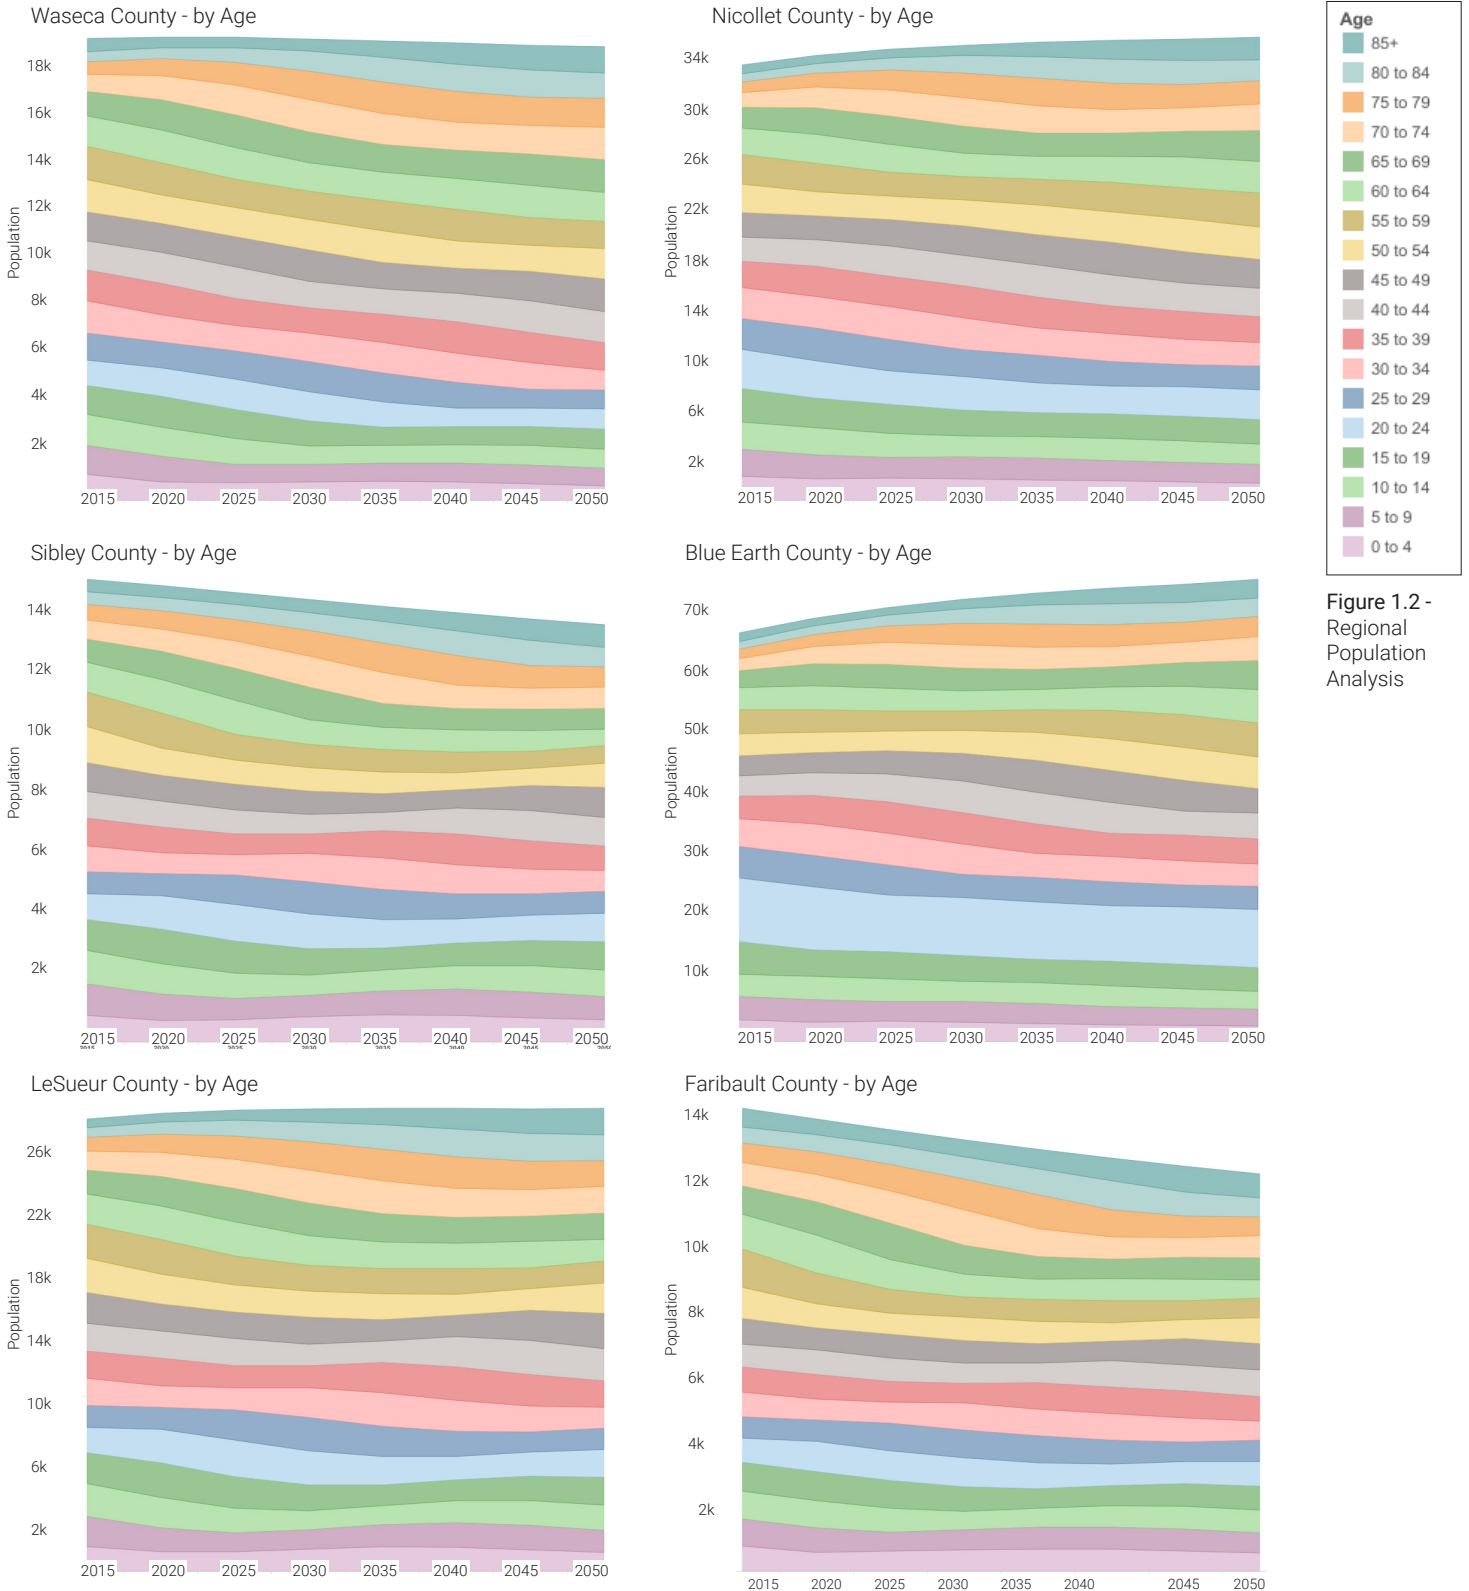 Waseca County - by Age
Population
18k
16k
14k
12k
10k
8k
6k
4k
2k
2015 2020 2025 2030 2035 2040 2045 2050
Nicollet County - by Age
Population
34k
30k
26k
22k
18k
14k
10k
6k
2k
2015 2020 2025 2030 2035 2040 2045 2050
Age
85+
80 to 84
75 to 79
70 to 74
65 to 69
60 to 64
55 to 59
50 to 54
45 to 49
40 to 44
35 to 39
30 to 34
25 to 29
20 to 24
15 to 19
10 to 14
5 to 9
0 to 4
Figure 1.2 -
Regional
Population
Analysis
Sibley County - by Age
Population
14k
12k
10k
8k
6k
4k
2k
2015 2020 2025 2030 2035 2040 2045 2050
2015 2020 2025 2030 2035 2040 2045 2050
Blue Earth County - by Age
Population
70k
60k
50k
40k
30k
20k
10k
2015 2020 2025 2030 2035 2040 2045 2050
LeSueur County - by Age
Population
26k
22k
18k
14k
10k
6k
2k
2015 2020 2025 2030 2035 2040 2045 2050
Faribault County - by Age
Population
14k
12k
10k
8k
6k
4k
2k
2015 2020 2025 2030 2035 2040 2045 2050